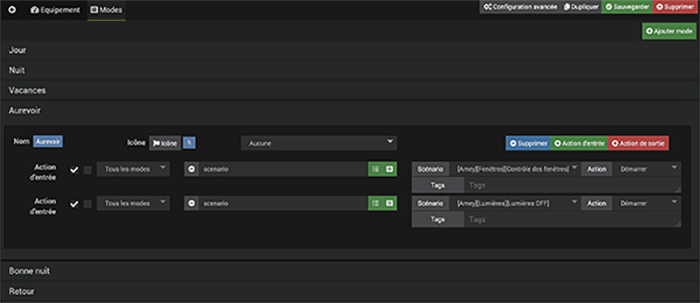 Equipement Modes Configuration avancée Dupliquer Sauvegarder Supprimer
Ajouter mode
Jour
Nuit
Vacances
Aurevoir
Nom Aurevoir Icône Icône Aucune Supprimer Action d'entrée Action de sortie
Action d'entrée Tous les modes scenario Scénario [Amey][Fenêtres][Contrôle des fenêtres] Action Démarrer
Tags Tags
Action d'entrée Tous les modes scenario Scénario [Amey][Lumières][Lumières OFF] Action Démarrer
Tags Tags
Bonne nuit
Retour